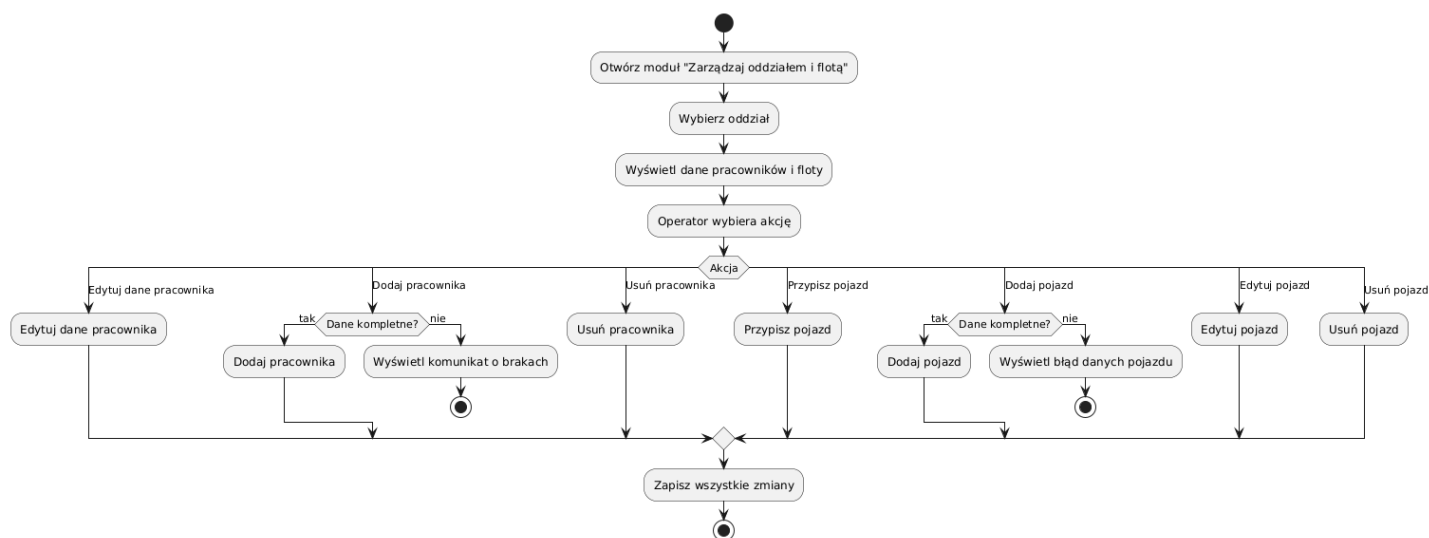 Otwórz moduł "Zarządzaj oddziałem i flotą"
Wybierz oddział
Wyświetl dane pracowników i floty
Operator wybiera akcję
Akcja
Edytuj dane pracownika
Dodaj pracownika
Usuń pracownika
Przypisz pojazd
Dodaj pojazd
Edytuj pojazd
Usuń pojazd
Edytuj dane pracownika
tak
Dane kompletne?
nie
Usuń pracownika
Przypisz pojazd
tak
Dane kompletne?
nie
Edytuj pojazd
Usuń pojazd
Dodaj pracownika
Wyświetl komunikat o brakach
Dodaj pojazd
Wyświetl błąd danych pojazdu
Zapisz wszystkie zmiany